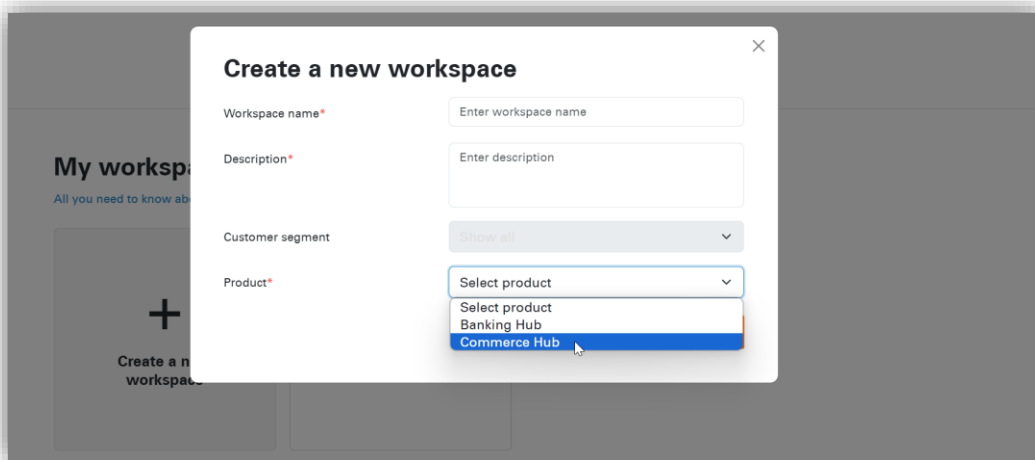 Create a new workspace
Workspace name*
Enter workspace name
Description*
Enter description
Customer segment
Show all
Product*
Select product
Select product
Banking Hub
Commerce Hub
My workspa
All you need to know ab
Create a n
workspace